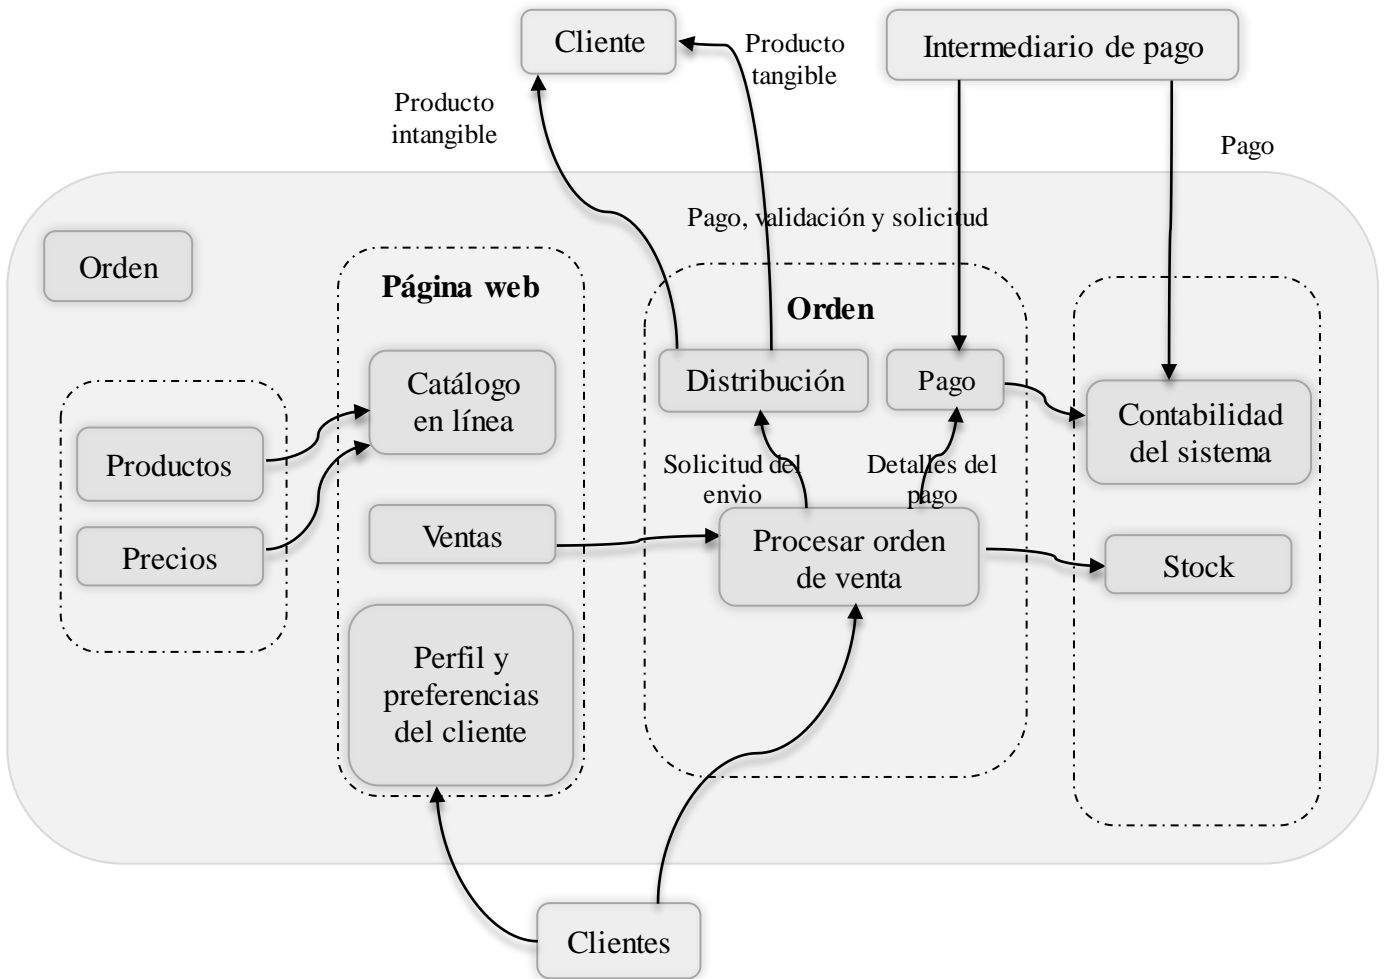 Cliente
Producto
tangible
Intermediario de pago
Producto
intangible
Pago
Pago, validación y solicitud
Orden
Página web
Orden
Catálogo
en línea
Distribución
Pago
Contabilidad
del sistema
Productos
Solicitud del
envio
Detalles del
pago
Precios
Ventas
Procesar orden
de venta
Stock
Perfil y
preferencias
del cliente
Clientes